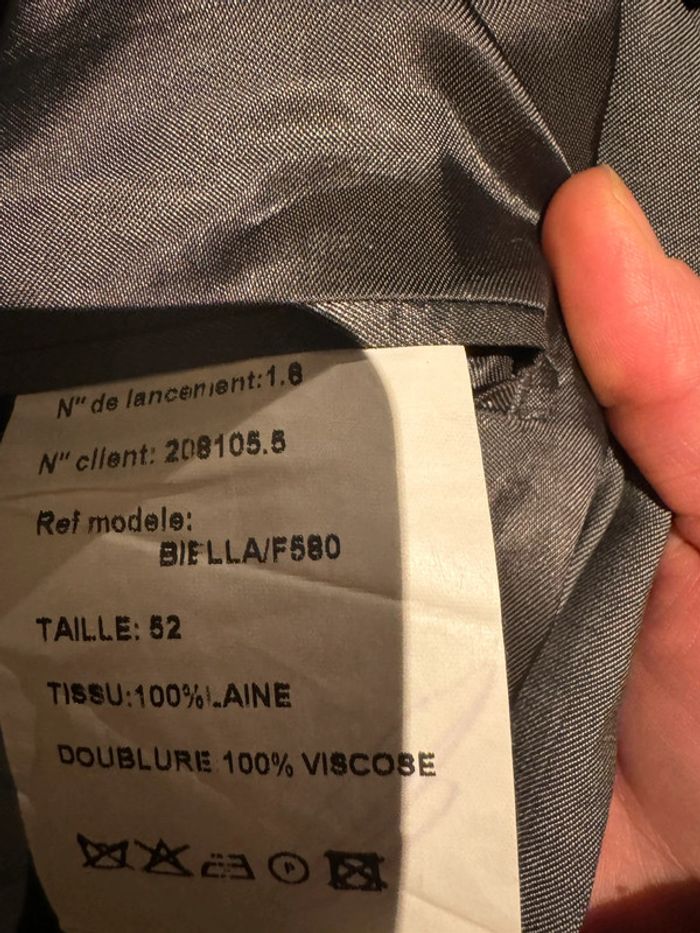 N" de lancement:1.6
N" client: 208105.5
Ref modele:
BIELLA/F580
TAILLE: 52
TISSU:100%LAINE
DOUBLURE 100% VISCOSE
P